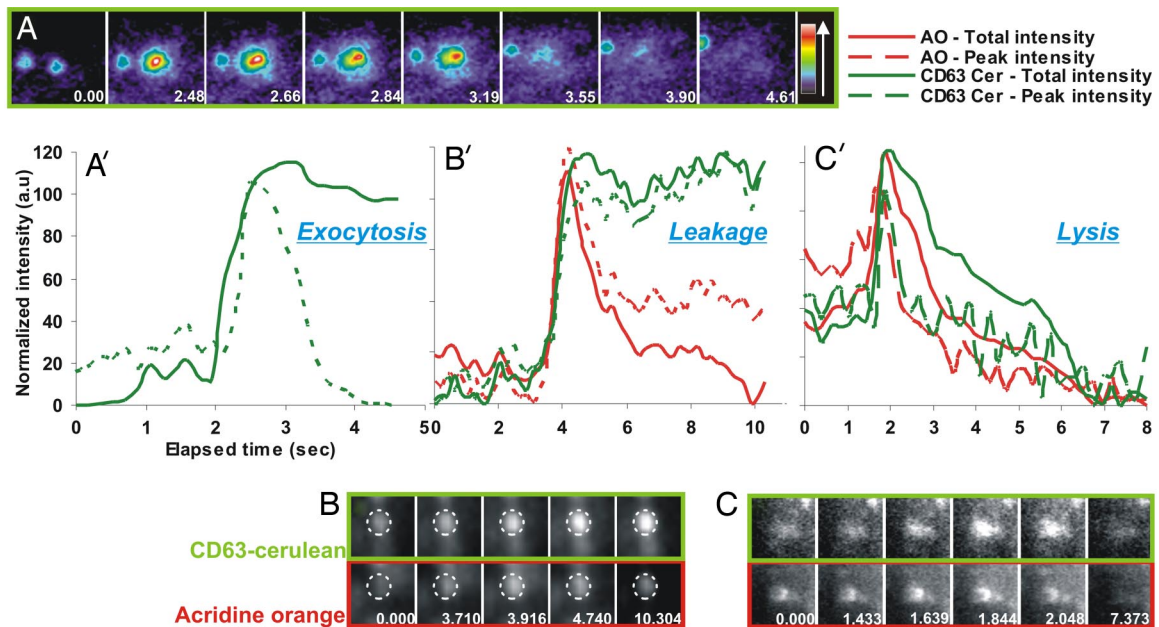 A
0.00 2.48 2.66 2.84 3.19 3.55 3.90 4.61
AO - Total intensity
AO - Peak intensity
CD63 Cer - Total intensity
CD63 Cer - Peak intensity
A′ B′ C′
Normalized intensity (a.u)
120
100
80
60
40
20
0
Exocytosis Leakage Lysis
0 1 2 3 4 5
0 2 4 6 8 10
0 1 2 3 4 5 6 7 8
Elapsed time (sec)
B
CD63-cerulean
Acridine orange
0.000 3.710 3.916 4.740 10.304
C
0.000 1.433 1.639 1.844 2.048 7.373